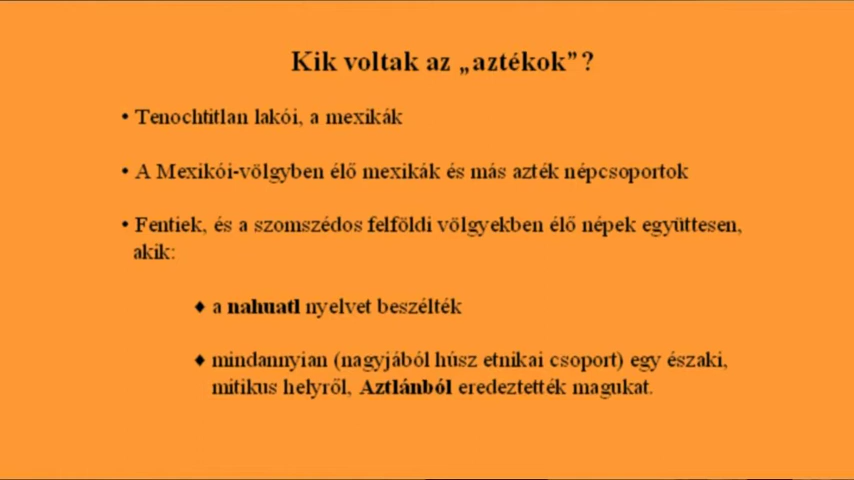 Kik voltak az „aztékok”?
• Tenochtitlan lakói, a mexikák
• A Mexikói-völgyben élő mexikák és más azték népcsoportok
• Fentiek, és a szomszédos felföldi völgyekben élő népek együttesen,
akik:
♦ a nahuatl nyelvet beszélték
♦ mindannyian (nagyjából húsz etnikai csoport) egy északi,
mitikus helyről, Aztlánból eredeztették magukat.